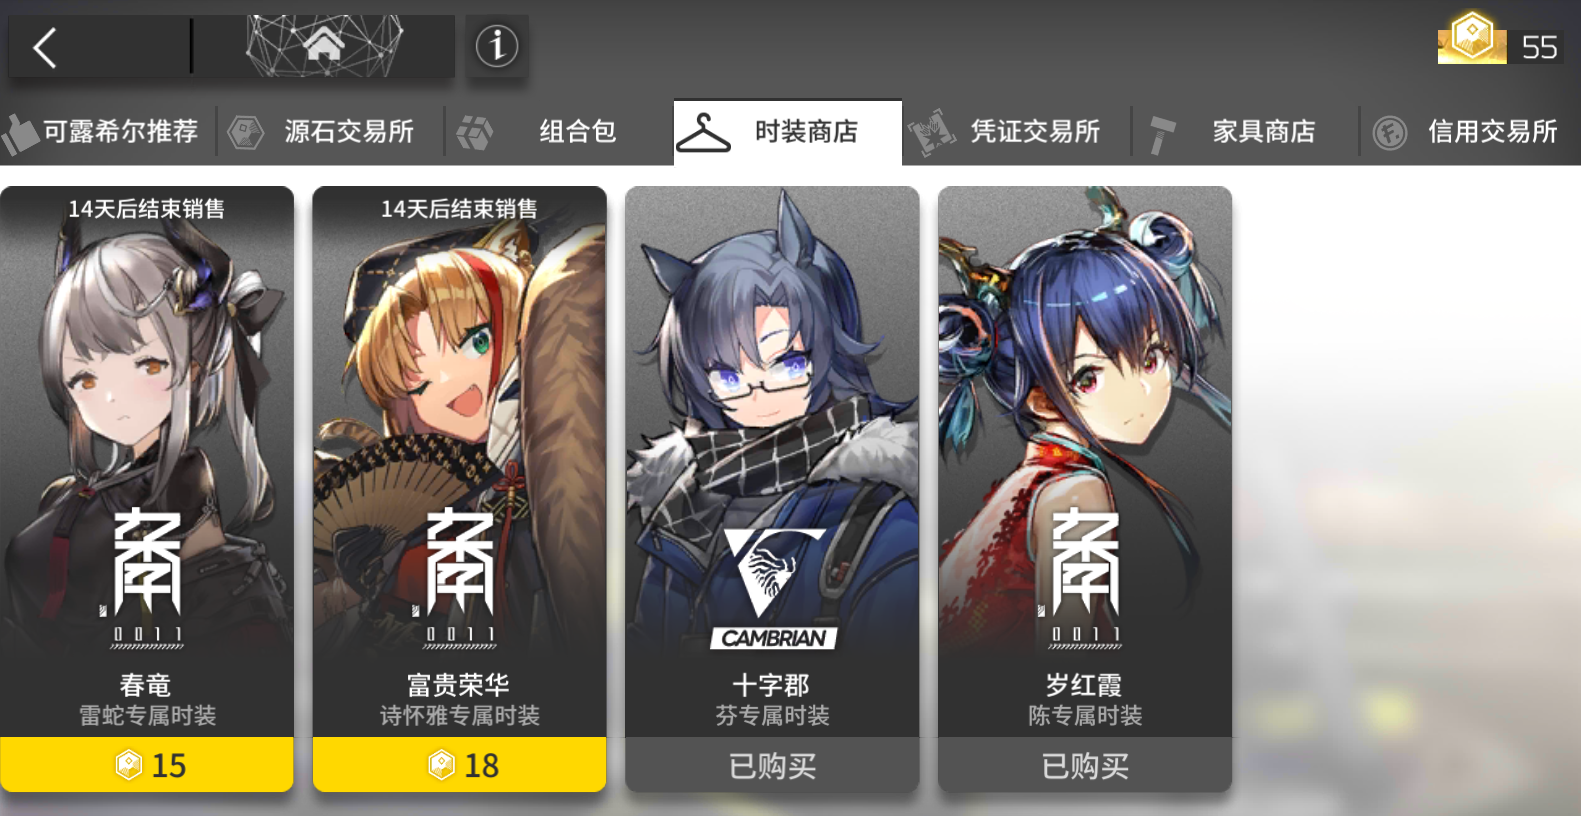 55
可露希尔推荐
源石交易所
组合包
时装商店
凭证交易所
家具商店
信用交易所
14天后结束销售
0011
春竜
雷蛇专属时装
15
14天后结束销售
0011
富贵荣华
诗怀雅专属时装
18
CAMBRIAN
十字郡
芬专属时装
已购买
0011
岁红霞
陈专属时装
已购买